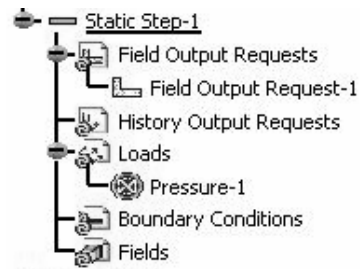 Static Step-1
Field Output Requests
Field Output Request-1
History Output Requests
Loads
Pressure-1
Boundary Conditions
Fields